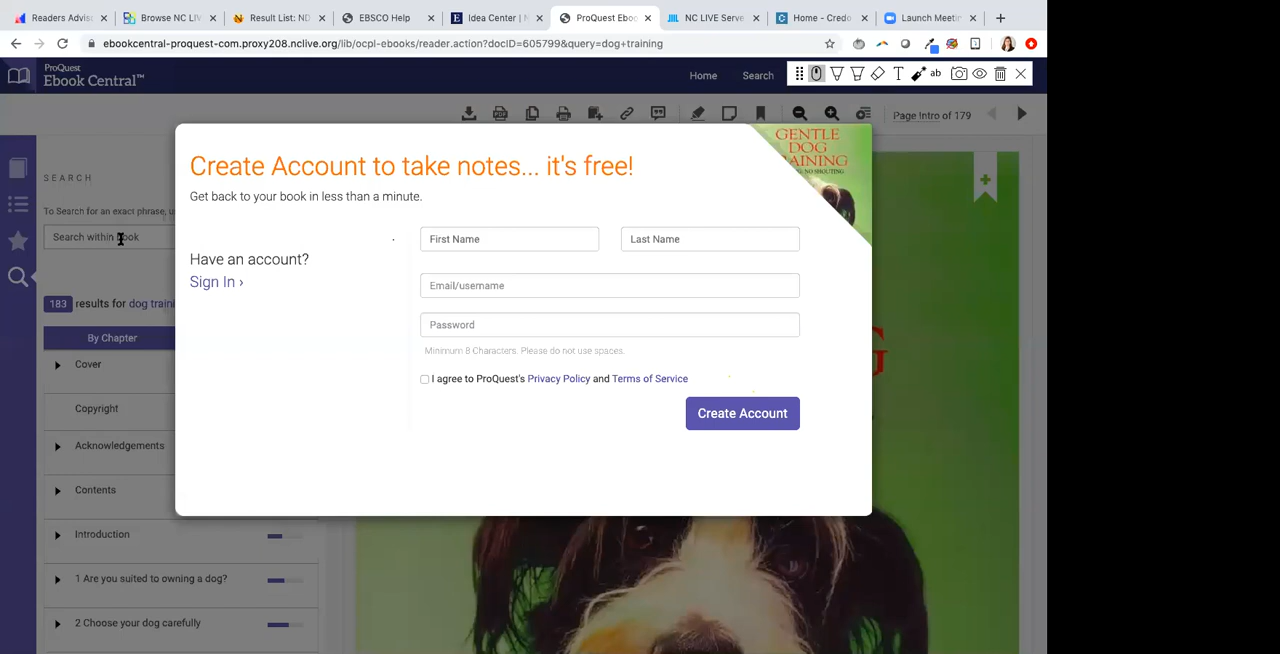 Readers Advis
Browse NC LIV
Result List: ND
EBSCO Help
Idea Center | N
ProQuest Eboo
NC LIVE Serve
Home - Credo
Launch Meetin
ebookcentral-proquest-com.proxy208.nclive.org/lib/ocpl-ebooks/reader.action?docID=605799&query=dog+training
ProQuest
Ebook Central™
Home
Search
T
ab
PDF
Page Intro of 179
SEARCH
To Search for an exact phrase, u
Search within book
183 results for dog traini
By Chapter
Cover
Copyright
Acknowledgements
Contents
Introduction
1 Are you suited to owning a dog?
2 Choose your dog carefully
GENTLE
DOG
RAINING
NO SHOUTING
Create Account to take notes... it's free!
Get back to your book in less than a minute.
Have an account?
Sign In ›
First Name
Last Name
Email/username
Password
Minimum 8 Characters. Please do not use spaces.
I agree to ProQuest's Privacy Policy and Terms of Service
Create Account
G